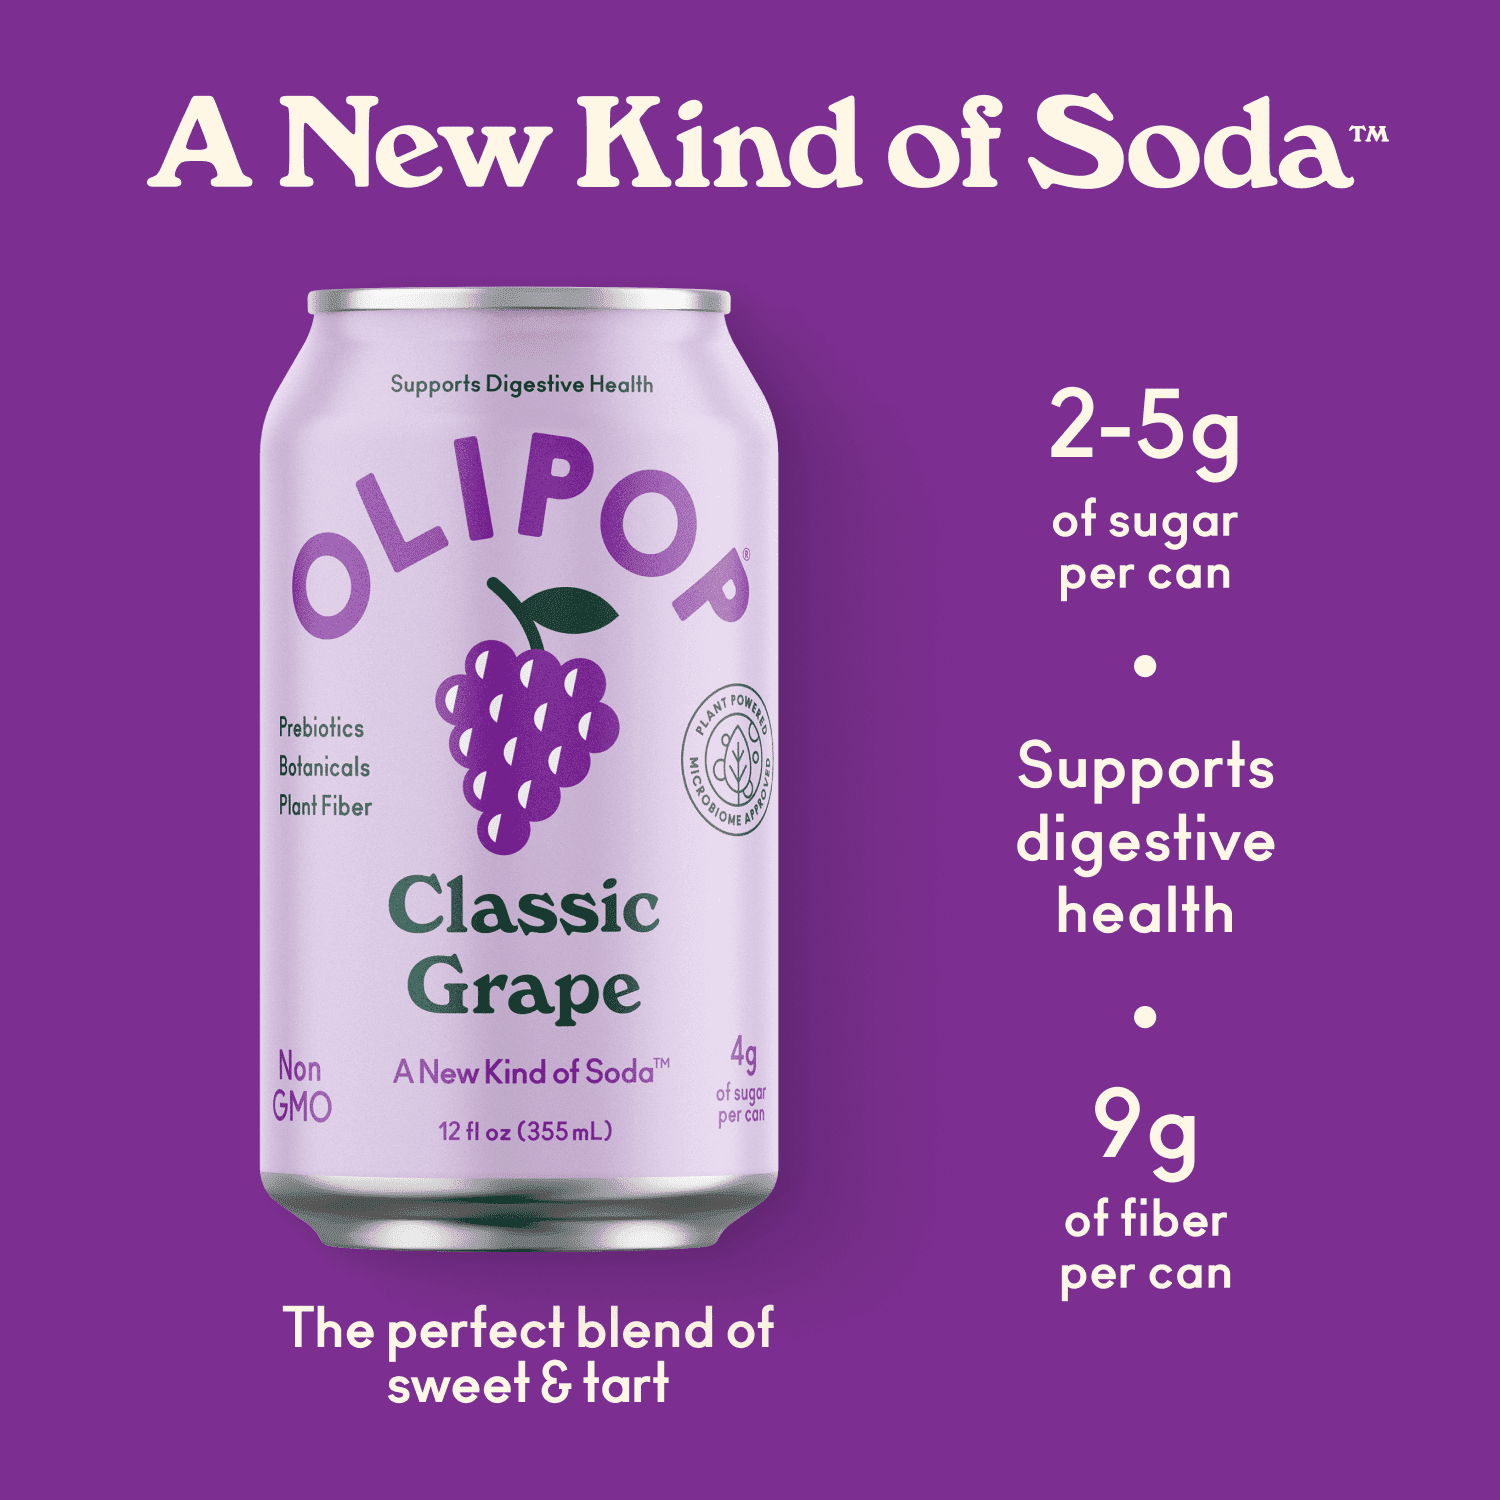 A New Kind of Soda™
Supports Digestive Health
OLIPOP®
Prebiotics
Botanicals
Plant Fiber
PLANT POWERED
MICROBIOME APPROVED
Classic
Grape
Non
GMO
A New Kind of Soda™
12 fl oz (355 mL)
4g
of sugar
per can
The perfect blend of
sweet & tart
2-5g
of sugar
per can
•
Supports
digestive
health
•
9g
of fiber
per can